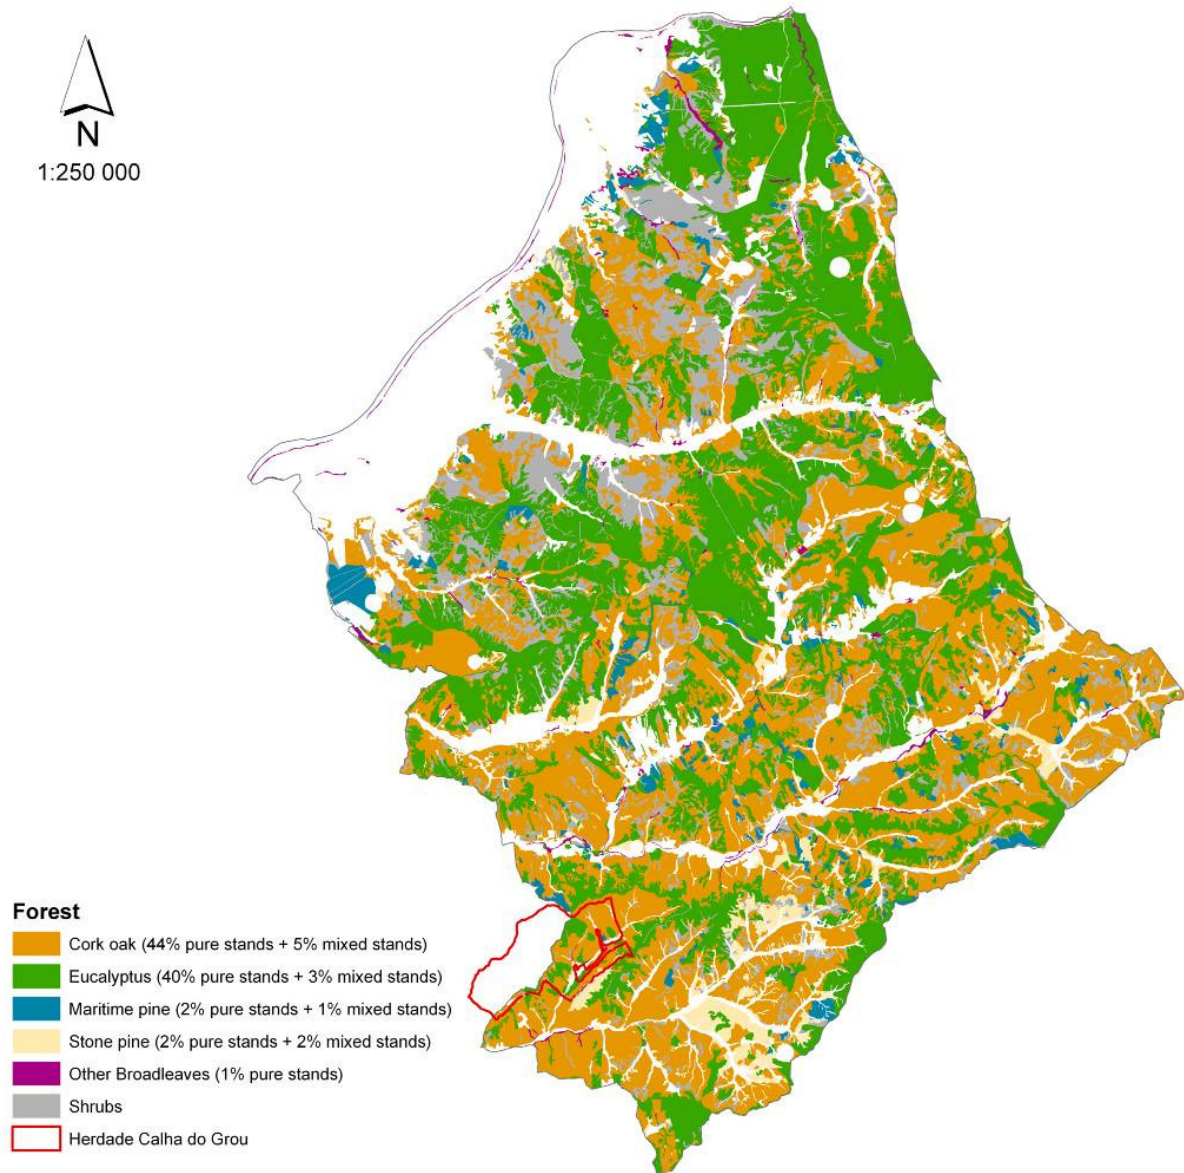 N
1:250 000
Forest
Cork oak (44% pure stands + 5% mixed stands)
Eucalyptus (40% pure stands + 3% mixed stands)
Maritime pine (2% pure stands + 1% mixed stands)
Stone pine (2% pure stands + 2% mixed stands)
Other Broadleaves (1% pure stands)
Shrubs
Herdade Calha do Grou